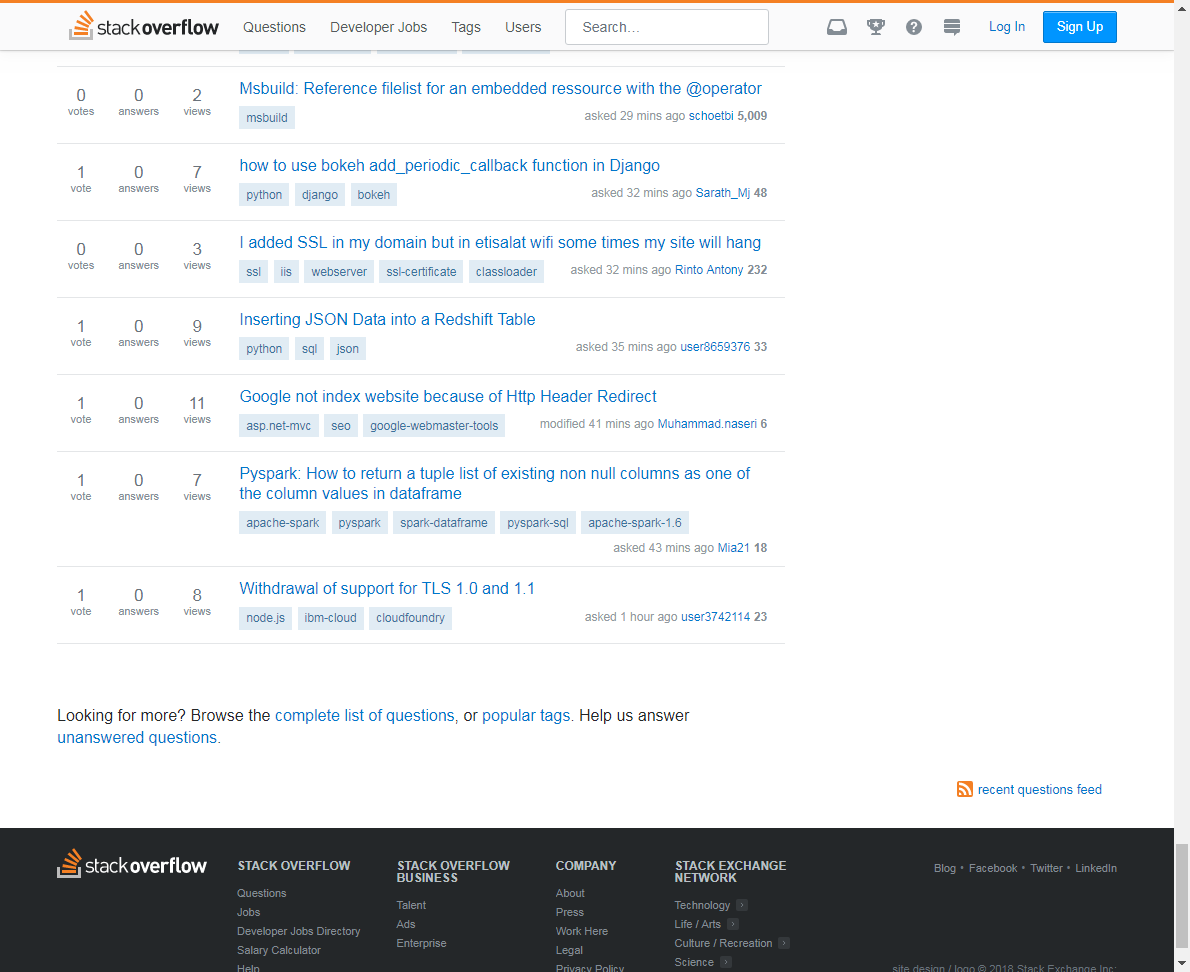 stack overflow Questions Developer Jobs Tags Users Search... Log In Sign Up
0 votes 0 answers 2 views
Msbuild: Reference filelist for an embedded ressource with the @operator
msbuild
asked 29 mins ago schoetbi 5,009
1 vote 0 answers 7 views
how to use bokeh add_periodic_callback function in Django
python django bokeh
asked 32 mins ago Sarath_Mj 48
0 votes 0 answers 3 views
I added SSL in my domain but in etisalat wifi some times my site will hang
ssl iis webserver ssl-certificate classloader
asked 32 mins ago Rinto Antony 232
1 vote 0 answers 9 views
Inserting JSON Data into a Redshift Table
python sql json
asked 35 mins ago user8659376 33
1 vote 0 answers 11 views
Google not index website because of Http Header Redirect
asp.net-mvc seo google-webmaster-tools
modified 41 mins ago Muhammad.naseri 6
1 vote 0 answers 7 views
Pyspark: How to return a tuple list of existing non null columns as one of
the column values in dataframe
apache-spark pyspark spark-dataframe pyspark-sql apache-spark-1.6
asked 43 mins ago Mia21 18
1 vote 0 answers 8 views
Withdrawal of support for TLS 1.0 and 1.1
node.js ibm-cloud cloudfoundry
asked 1 hour ago user3742114 23
Looking for more? Browse the complete list of questions, or popular tags. Help us answer
unanswered questions.
recent questions feed
stack overflow
STACK OVERFLOW
Questions
Jobs
Developer Jobs Directory
Salary Calculator
Help
STACK OVERFLOW
BUSINESS
Talent
Ads
Enterprise
COMPANY
About
Press
Work Here
Legal
Privacy Policy
STACK EXCHANGE
NETWORK
Technology
Life / Arts
Culture / Recreation
Science
Blog • Facebook • Twitter • LinkedIn
site design / logo © 2018 Stack Exchange Inc;